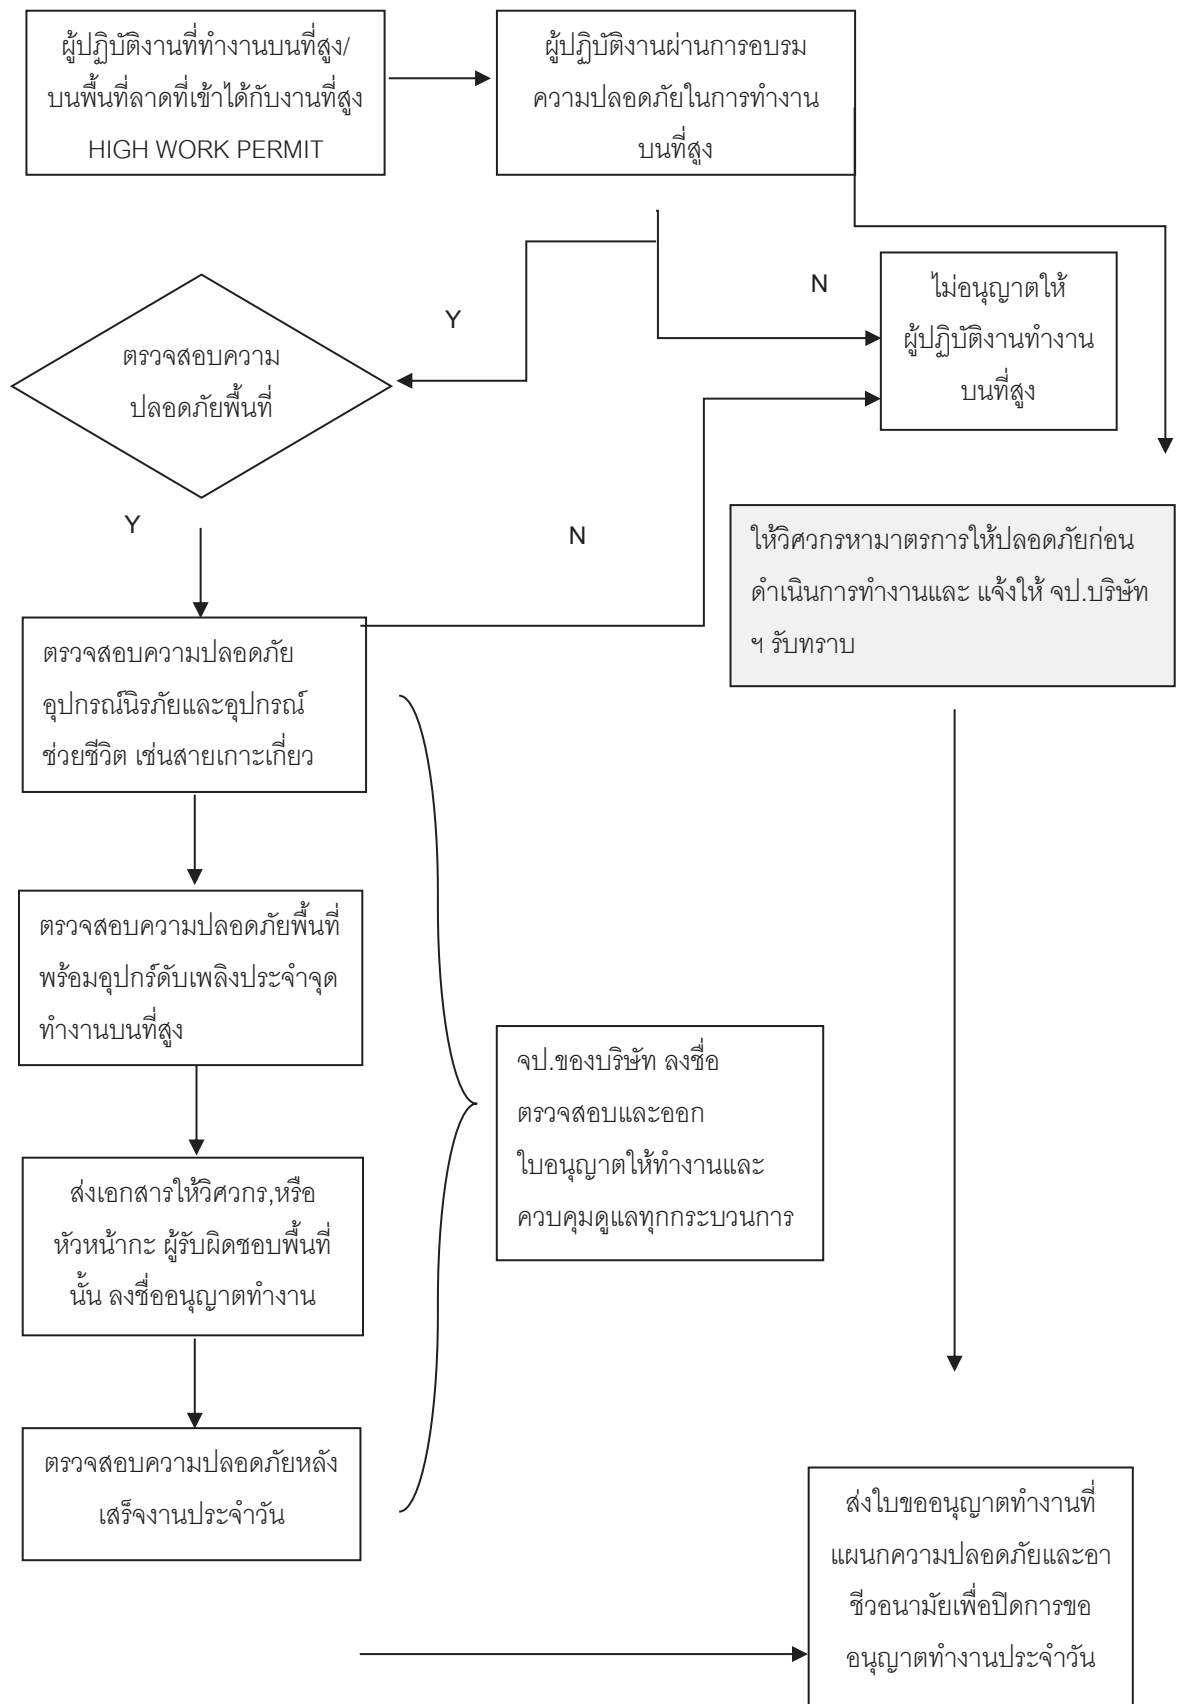 ผู้ปฏิบัติงานที่ทำงานบนที่สูง/
บนพื้นที่ลาดที่เข้าได้กับงานที่สูง
HIGH WORK PERMIT
ผู้ปฏิบัติงานผ่านการอบรม
ความปลอดภัยในการทำงาน
บนที่สูง
N
ไม่อนุญาตให้
ผู้ปฏิบัติงานทำงาน
บนที่สูง
Y
ตรวจสอบความ
ปลอดภัยพื้นที่
Y
N
ให้วิศวกรหามาตรการให้ปลอดภัยก่อน
ดำเนินการทำงานและ แจ้งให้ จป.บริษัท
ฯ รับทราบ
ตรวจสอบความปลอดภัย
อุปกรณ์นิรภัยและอุปกรณ์
ช่วยชีวิต เช่นสายเกาะเกี่ยว
ตรวจสอบความปลอดภัยพื้นที่
พร้อมอุปกร์ดับเพลิงประจำจุด
ทำงานบนที่สูง
จป.ของบริษัท ลงชื่อ
ตรวจสอบและออก
ใบอนุญาตให้ทำงานและ
ควบคุมดูแลทุกกระบวนการ
ส่งเอกสารให้วิศวกร,หรือ
หัวหน้ากะ ผู้รับผิดชอบพื้นที่
นั้น ลงชื่ออนุญาตทำงาน
ตรวจสอบความปลอดภัยหลัง
เสร็จงานประจำวัน
ส่งใบขออนุญาตทำงานที่
แผนกความปลอดภัยและอา
ชีวอนามัยเพื่อปิดการขอ
อนุญาตทำงานประจำวัน